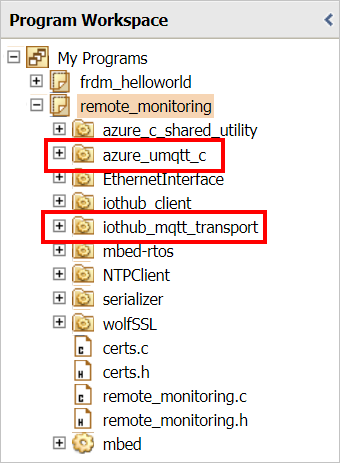 Program Workspace
My Programs
frdm_helloworld
remote_monitoring
azure_c_shared_utility
azure_umqtt_c
EthernetInterface
iothub_client
iothub_mqtt_transport
mbed-rtos
NTPClient
serializer
wolfSSL
C certs.c
H certs.h
C remote_monitoring.c
H remote_monitoring.h
mbed